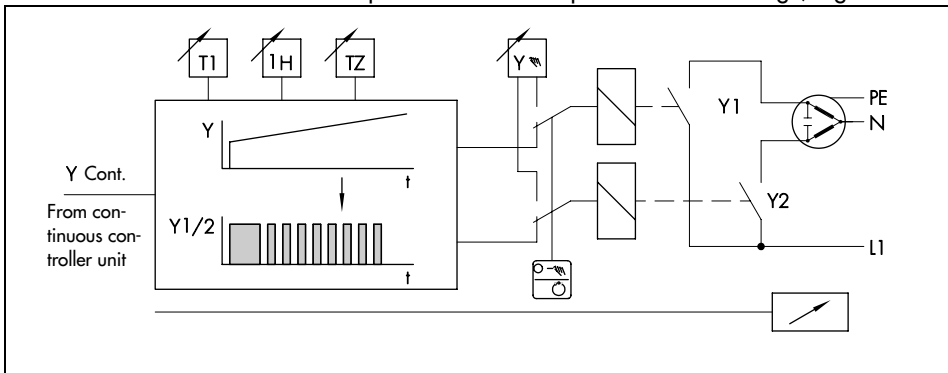 T1 1H TZ Y
Y1 PE
N
Y
t
Y Cont.
From con-
tinuous con-
troller unit
Y1/2
t
Y2
L1